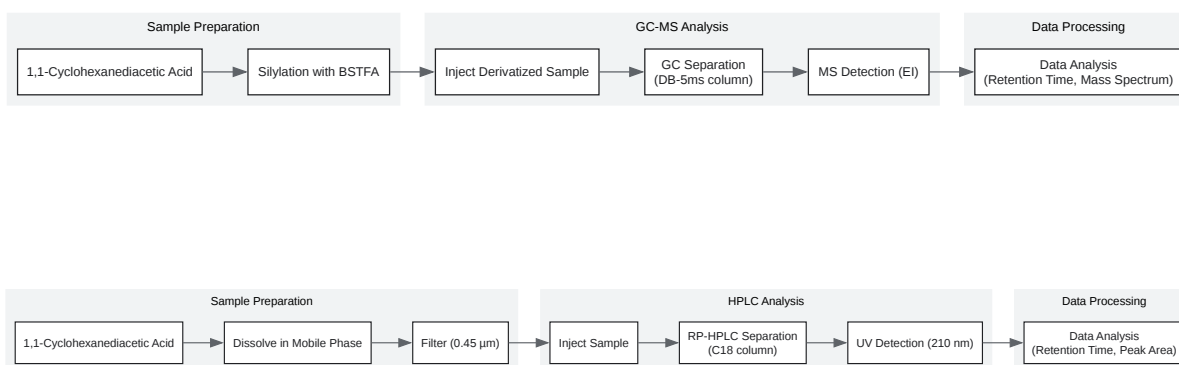 Sample Preparation
GC-MS Analysis
Data Processing
1,1-Cyclohexanediacetic Acid
Silylation with BSTFA
Inject Derivatized Sample
GC Separation
(DB-5ms column)
MS Detection (EI)
Data Analysis
(Retention Time, Mass Spectrum)
Sample Preparation
HPLC Analysis
Data Processing
1,1-Cyclohexanediacetic Acid
Dissolve in Mobile Phase
Filter (0.45 µm)
Inject Sample
RP-HPLC Separation
(C18 column)
UV Detection (210 nm)
Data Analysis
(Retention Time, Peak Area)